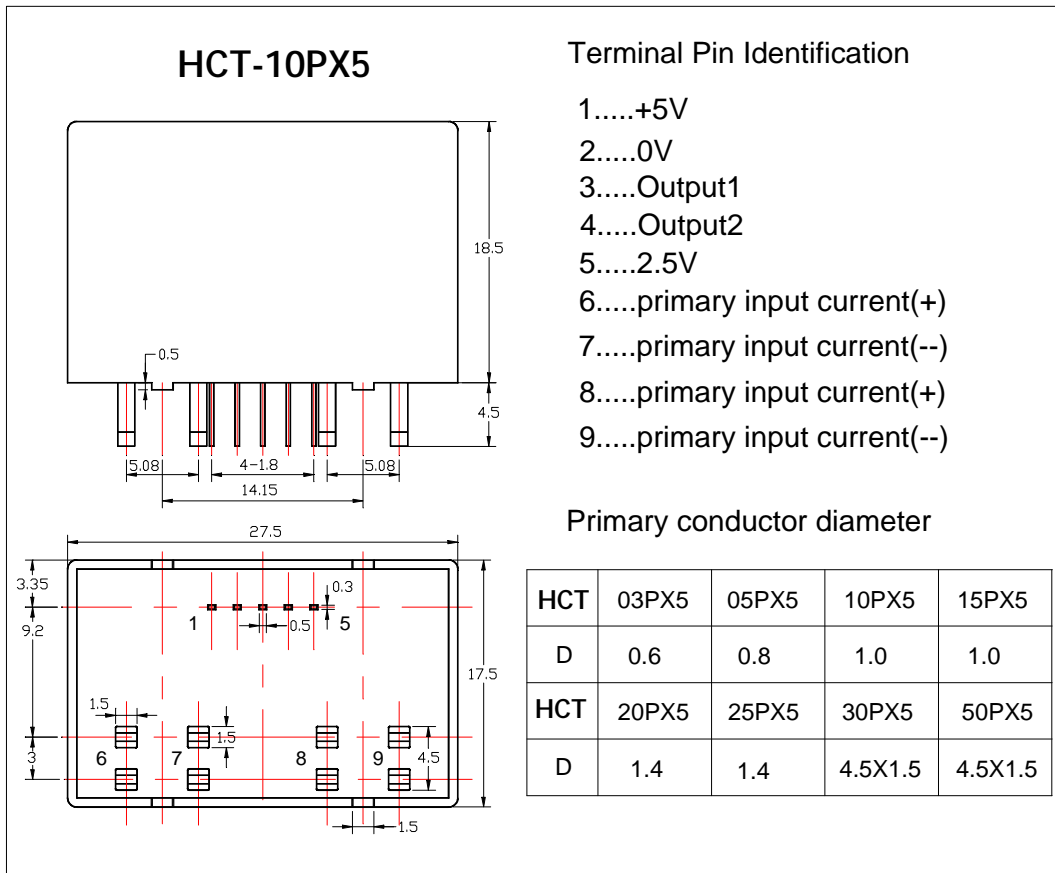 HCT-10PX5
18.5
0.5
4.5
5.08
4-1.8
5.08
14.15
27.5
3.35
0.3
1
5
0.5
9.2
17.5
1.5
1.5
4.5
6
7
8
9
3
1.5
Terminal Pin Identification
1.....+5V
2.....0V
3.....Output1
4.....Output2
5.....2.5V
6.....primary input current(+)
7.....primary input current(--)
8.....primary input current(+)
9.....primary input current(--)
Primary conductor diameter
HCT 03PX5 05PX5 10PX5 15PX5
D 0.6 0.8 1.0 1.0
HCT 20PX5 25PX5 30PX5 50PX5
D 1.4 1.4 4.5X1.5 4.5X1.5